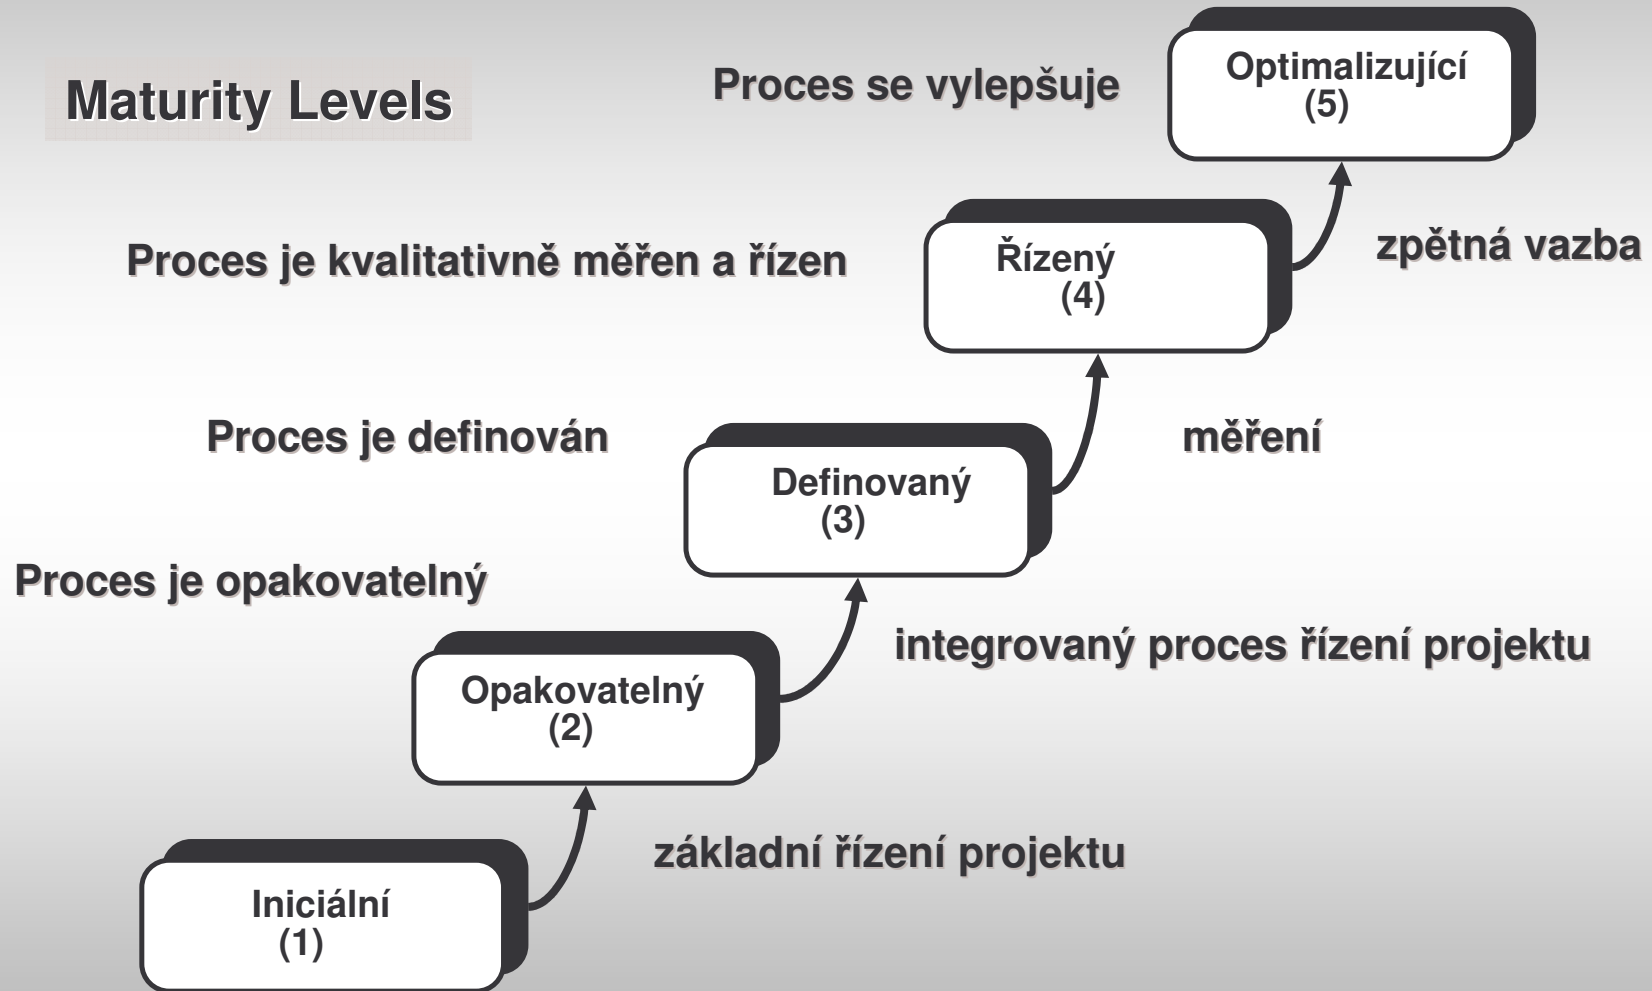 Maturity Levels
Proces se vylepšuje
Optimalizující
(5)
Proces je kvalitativně měřen a řízen
Řízený
(4)
zpětná vazba
Proces je definován
Definovaný
(3)
měření
Proces je opakovatelný
Opakovatelný
(2)
integrovaný proces řízení projektu
Iniciální
(1)
základní řízení projektu